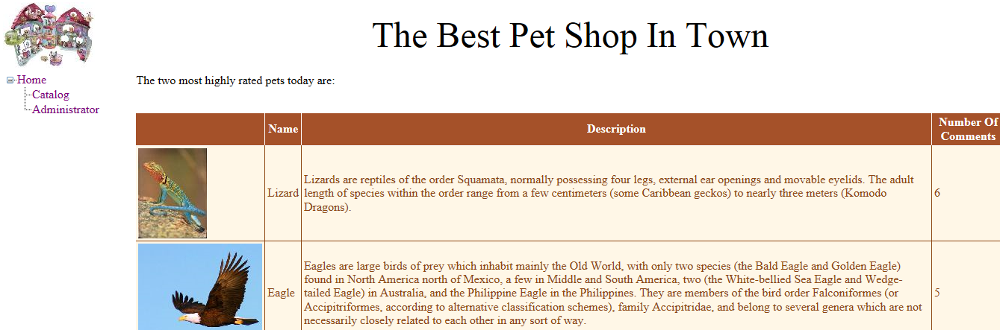 The Best Pet Shop In Town
Home
Catalog
Administrator
The two most highly rated pets today are:
Name
Description
Number Of
Comments
Lizard
Lizards are reptiles of the order Squamata, normally possessing four legs, external ear openings and movable eyelids. The adult
length of species within the order range from a few centimeters (some Caribbean geckos) to nearly three meters (Komodo
Dragons).
6
Eagle
Eagles are large birds of prey which inhabit mainly the Old World, with only two species (the Bald Eagle and Golden Eagle)
found in North America north of Mexico, a few in Middle and South America, two (the White-bellied Sea Eagle and Wedge-
tailed Eagle) in Australia, and the Philippine Eagle in the Philippines. They are members of the bird order Falconiformes (or
Accipitriformes, according to alternative classification schemes), family Accipitridae, and belong to several genera which are not
necessarily closely related to each other in any sort of way.
5